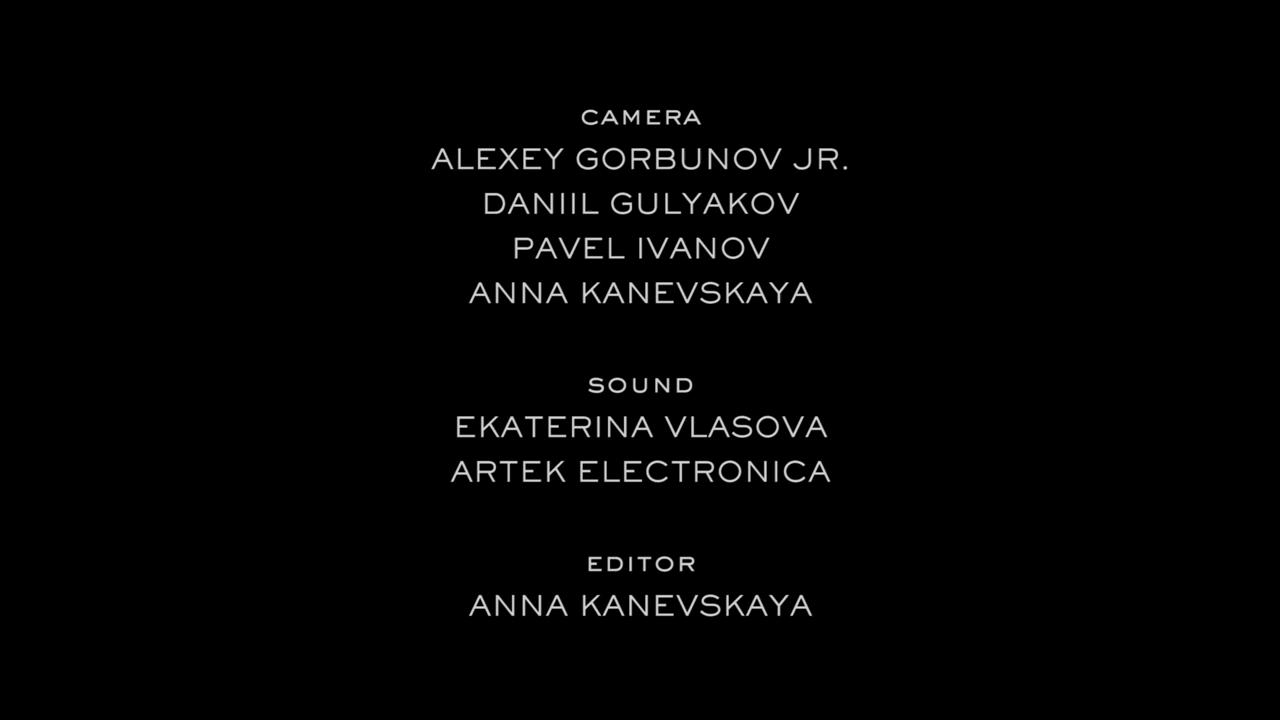 CAMERA
ALEXEY GORBUNOV JR.
DANIIL GULYAKOV
PAVEL IVANOV
ANNA KANEVSKAYA
SOUND
EKATERINA VLASOVA
ARTEK ELECTRONICA
EDITOR
ANNA KANEVSKAYA